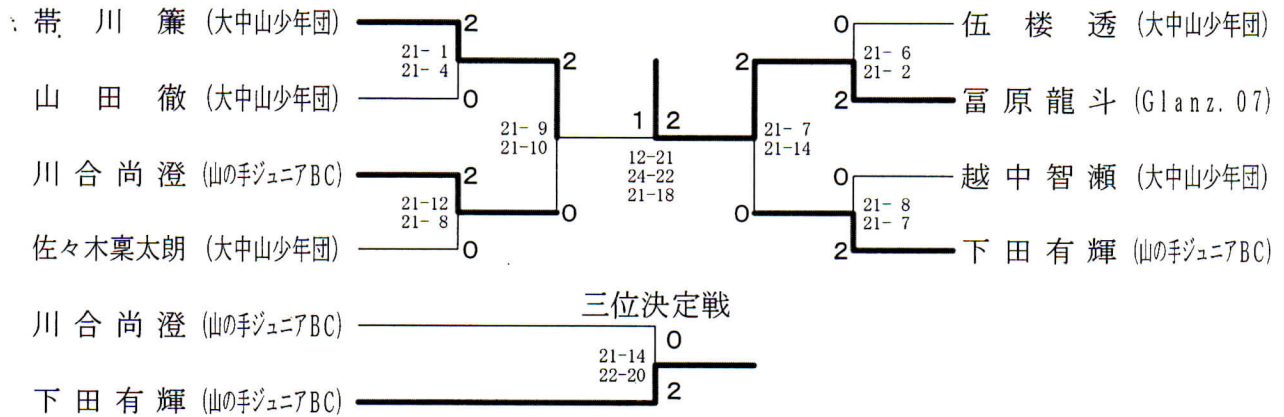 帯川簾 (大中山少年団) 2 0 伍楼透 (大中山少年団)
21- 1 21- 6
21- 4 2 2 21- 2
山田徹 (大中山少年団) 0 2 冨原龍斗 (Glanz.07)
21- 9 1 2 21- 7
21-10 21-14
12-21
24-22
21-18
川合尚澄 (山の手ジュニアBC) 2 0 越中智瀬 (大中山少年団)
21-12 21- 8
21- 8 0 0 21- 7
佐々木稟太朗 (大中山少年団) 0 2 下田有輝 (山の手ジュニアBC)
三位決定戦
川合尚澄 (山の手ジュニアBC) 0
21-14
22-20
下田有輝 (山の手ジュニアBC) 2